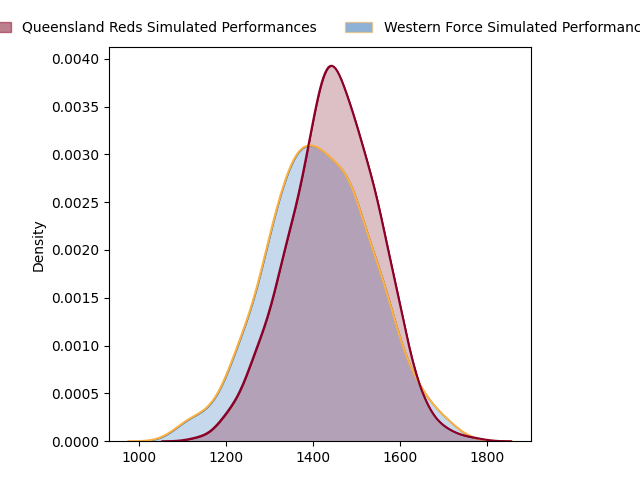 Queensland Reds Simulated Performances
Western Force Simulated Performanc
0.0040
0.0035
0.0030
0.0025
0.0020
0.0015
0.0010
0.0005
0.0000
Density
1000 1200 1400 1600 1800